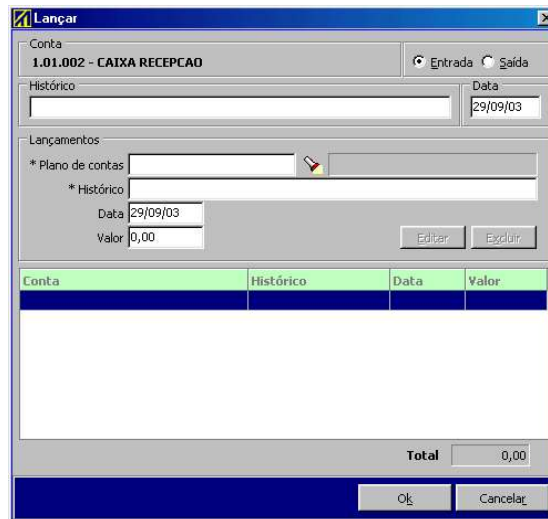 Lançar
Conta
1.01.002 - CAIXA RECEPCAO
Entrada Saída
Histórico
Data
29/09/03
Lançamentos
* Plano de contas
* Histórico
Data 29/09/03
Valor 0,00
Editar Excluir
Conta Histórico Data Valor
Total 0,00
Ok Cancelar